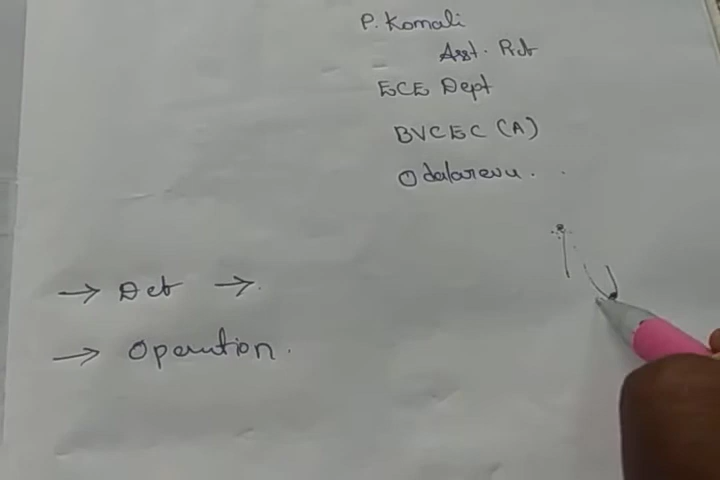 P. Komali
Asst. Prof
ECE Dept
BVCEC (A)
Odalarevu.
→ Def →
→ Operation.